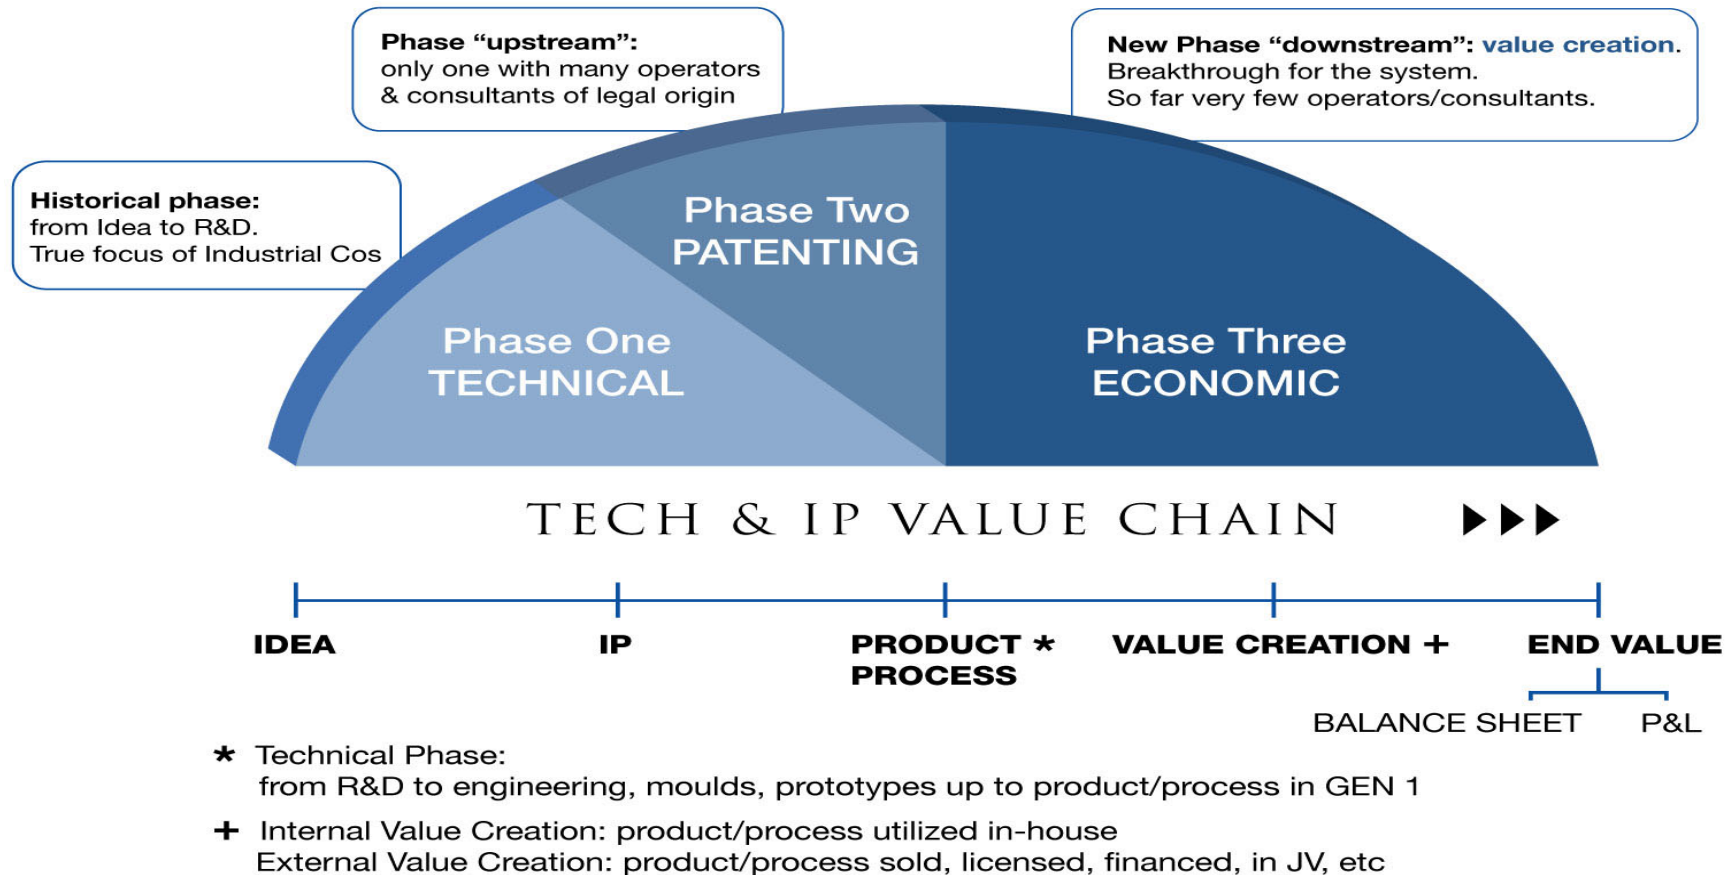 Phase “upstream”:
only one with many operators
& consultants of legal origin
New Phase “downstream”: value creation.
Breakthrough for the system.
So far very few operators/consultants.
Historical phase:
from Idea to R&D.
True focus of Industrial Cos
Phase Two
PATENTING
Phase One
TECHNICAL
Phase Three
ECONOMIC
TECH & IP VALUE CHAIN
IDEA
IP
PRODUCT *
PROCESS
VALUE CREATION +
END VALUE
BALANCE SHEET
P&L
* Technical Phase:
from R&D to engineering, moulds, prototypes up to product/process in GEN 1
+ Internal Value Creation: product/process utilized in-house
External Value Creation: product/process sold, licensed, financed, in JV, etc